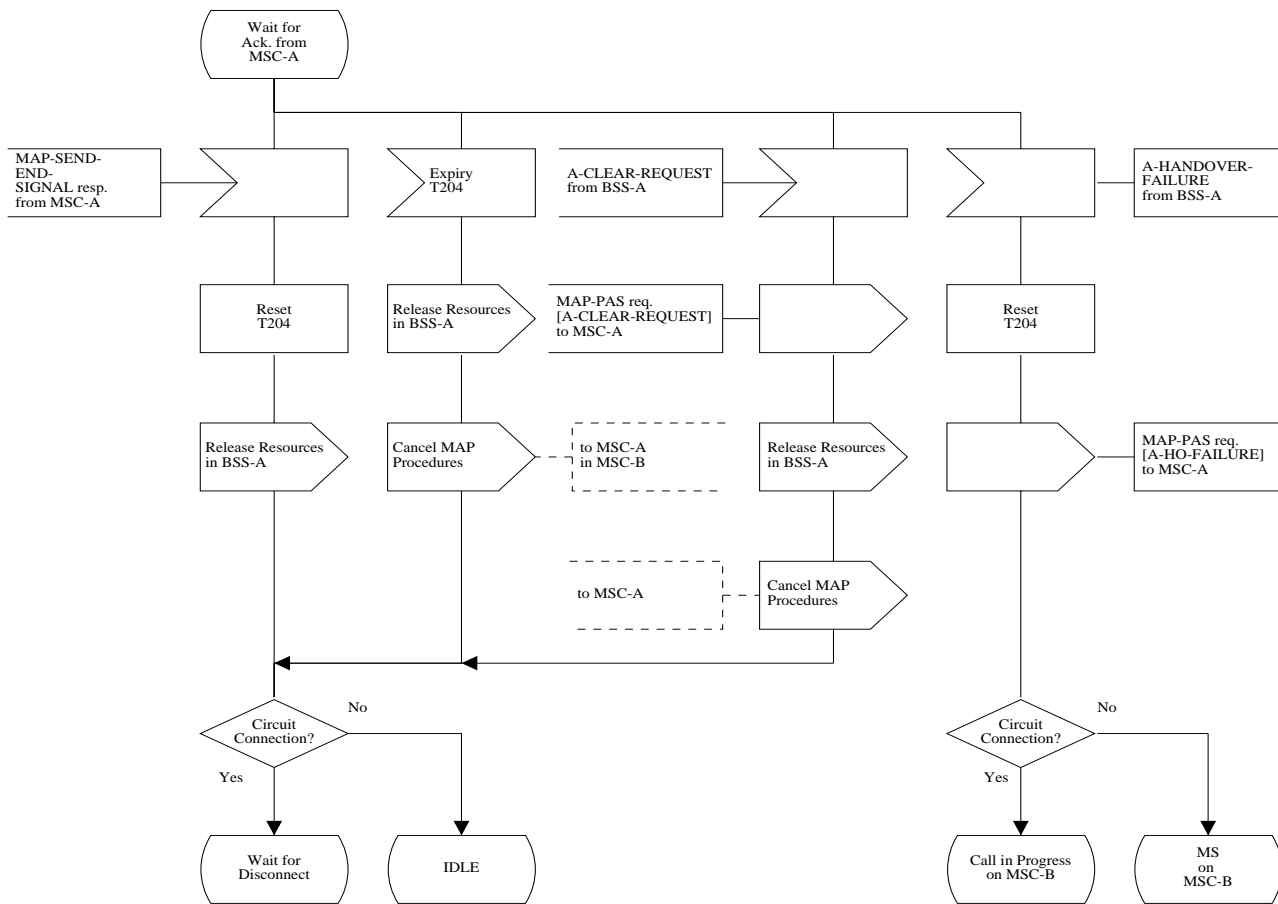 Wait for
Ack. from
MSC-A
MAP-SEND-
END-
SIGNAL resp.
from MSC-A
Expiry
T204
A-CLEAR-REQUEST
from BSS-A
A-HANDOVER-
FAILURE
from BSS-A
Reset
T204
Release Resources
in BSS-A
MAP-PAS req.
[A-CLEAR-REQUEST]
to MSC-A
Reset
T204
Release Resources
in BSS-A
Cancel MAP
Procedures
to MSC-A
in MSC-B
Release Resources
in BSS-A
MAP-PAS req.
[A-HO-FAILURE]
to MSC-A
to MSC-A
Cancel MAP
Procedures
Circuit
Connection?
No
Yes
Circuit
Connection?
No
Yes
Wait for
Disconnect
IDLE
Call in Progress
on MSC-B
MS
on
MSC-B